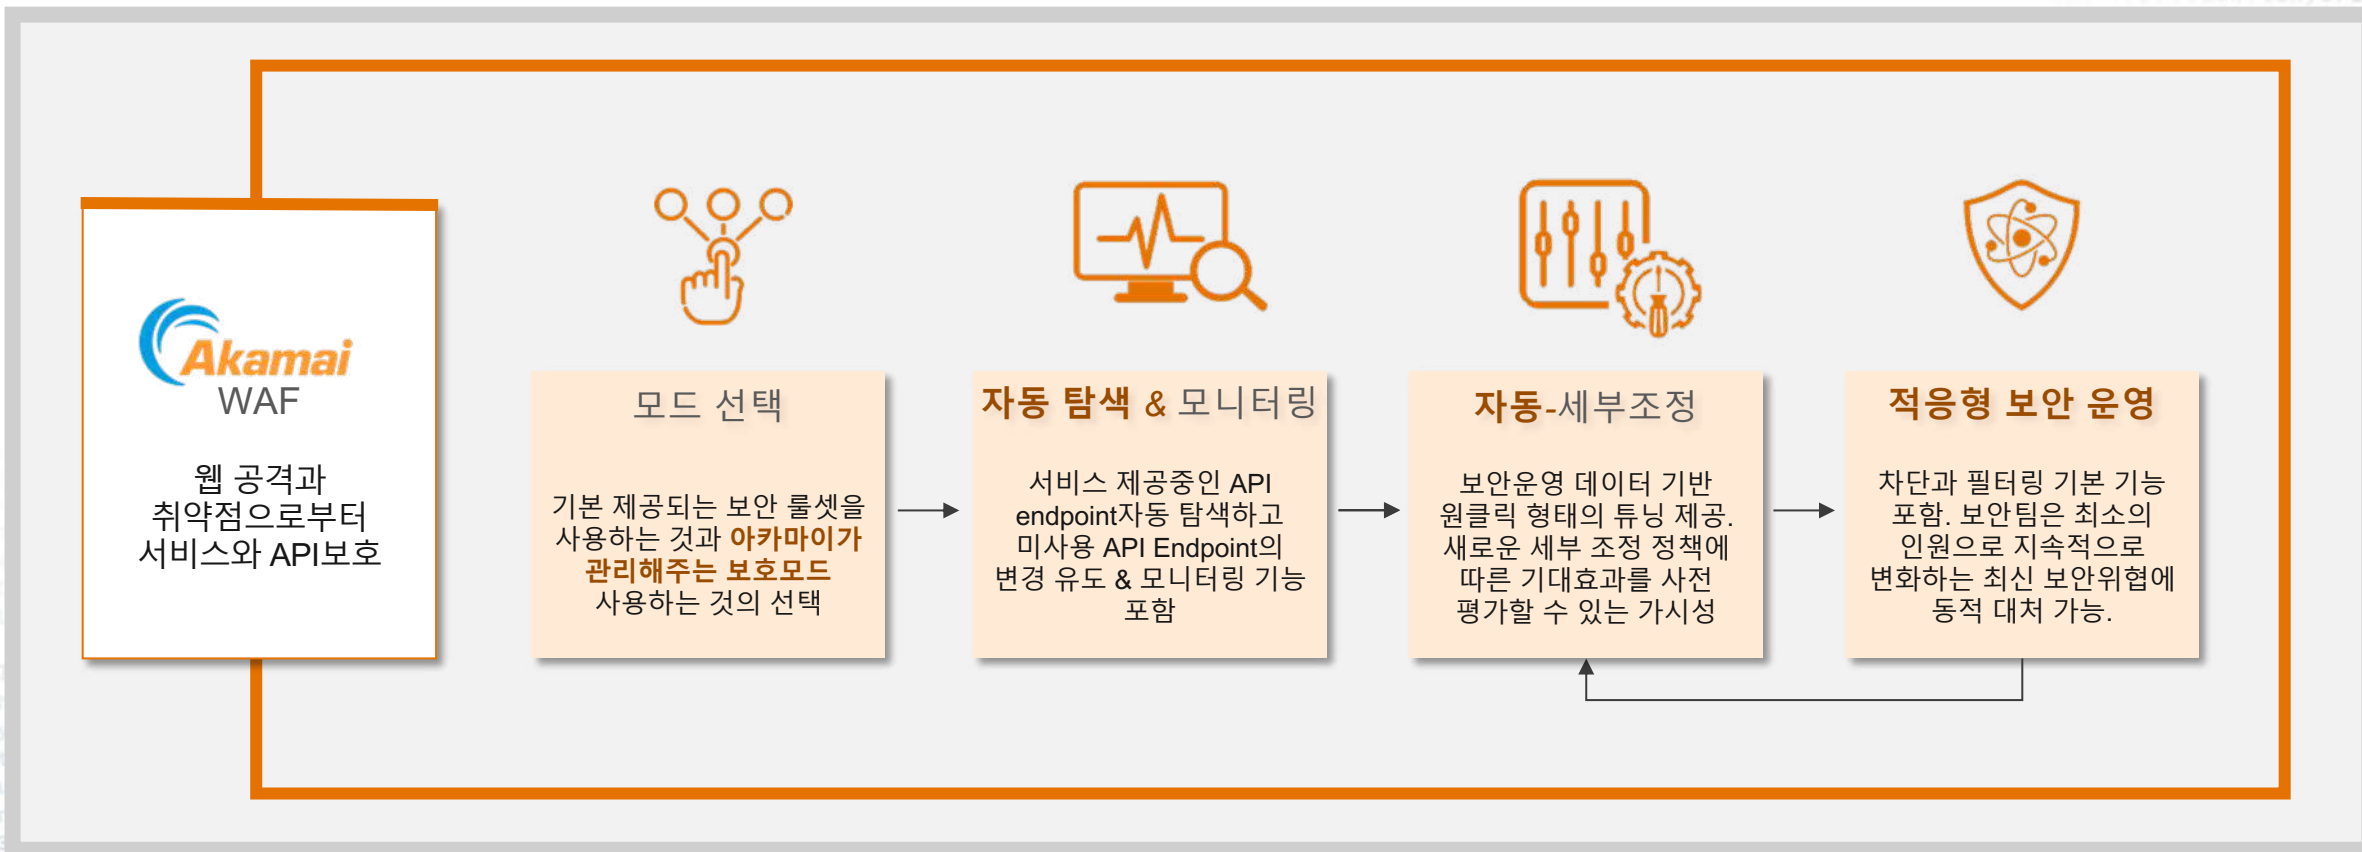 Akamai
WAF
웹 공격과
취약점으로부터
서비스와 API보호
모드 선택
기본 제공되는 보안 룰셋을
사용하는 것과 아카마이가
관리해주는 보호모드
사용하는 것의 선택
자동 탐색 & 모니터링
서비스 제공중인 API
endpoint자동 탐색하고
미사용 API Endpoint의
변경 유도 & 모니터링 기능
포함
자동-세부조정
보안운영 데이터 기반
원클릭 형태의 튜닝 제공.
새로운 세부 조정 정책에
따른 기대효과를 사전
평가할 수 있는 가시성
적응형 보안 운영
차단과 필터링 기본 기능
포함. 보안팀은 최소의
인원으로 지속적으로
변화하는 최신 보안위협에
동적 대처 가능.